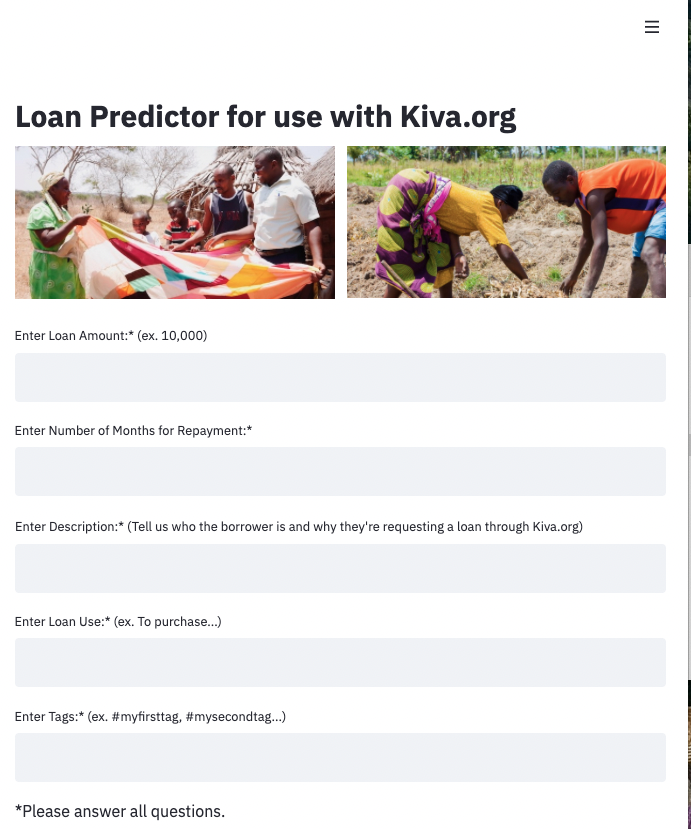 Loan Predictor for use with Kiva.org
Enter Loan Amount:* (ex. 10,000)
Enter Number of Months for Repayment:*
Enter Description:* (Tell us who the borrower is and why they're requesting a loan through Kiva.org)
Enter Loan Use:* (ex. To purchase...)
Enter Tags:* (ex. #myfirsttag, #mysecondtag...)
*Please answer all questions.